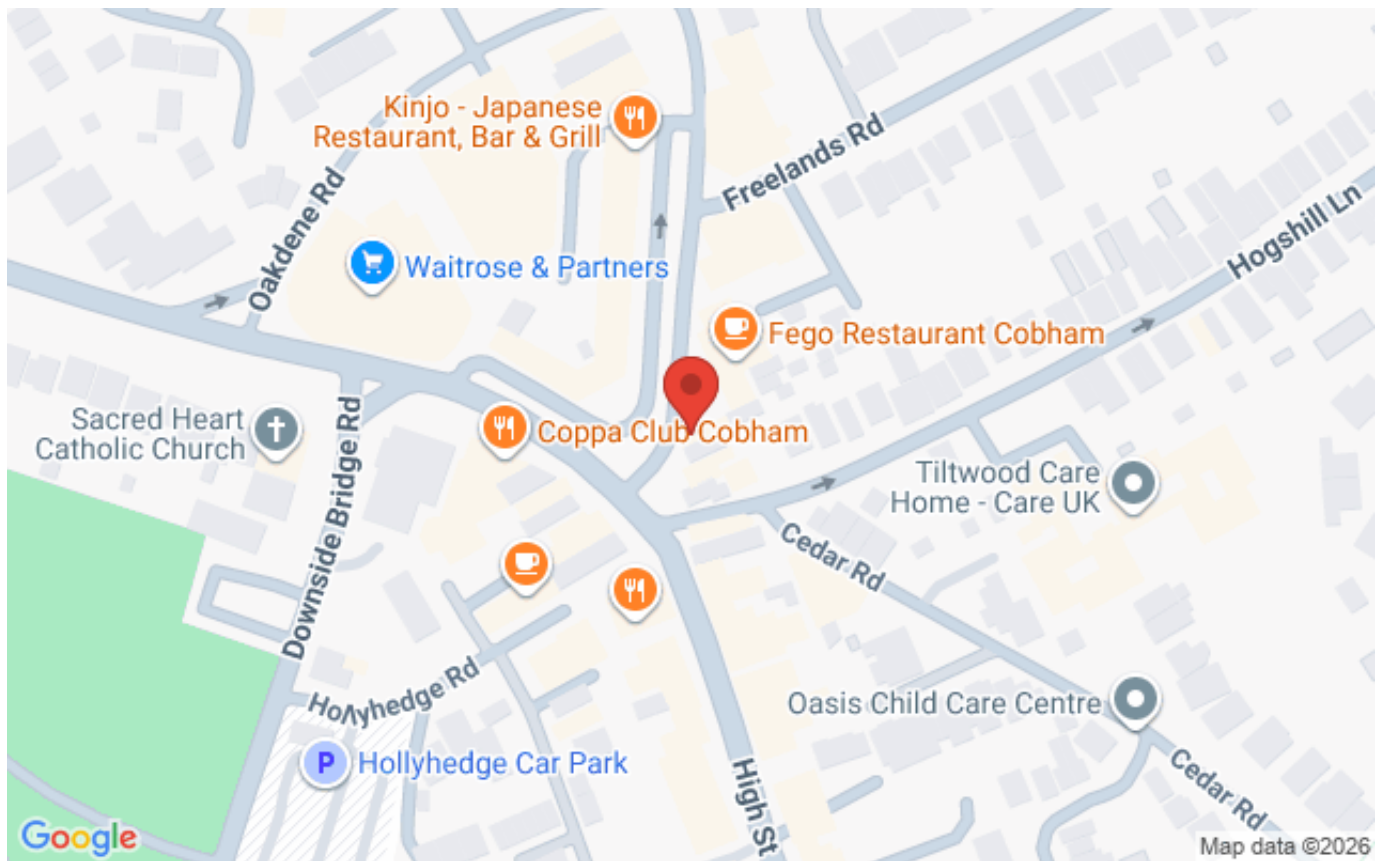 Kinjo - Japanese
Restaurant, Bar & Grill
Freelands Rd
Oakdene Rd
Hogshill Ln
Waitrose & Partners
Fego Restaurant Cobham
Sacred Heart
Catholic Church
Coppa Club Cobham
Downside Bridge Rd
Tiltwood Care
Home - Care UK
Cedar Rd
Hollyhedge Rd
Oasis Child Care Centre
P
Hollyhedge Car Park
High St
Cedar Rd
Google
Map data ©2026